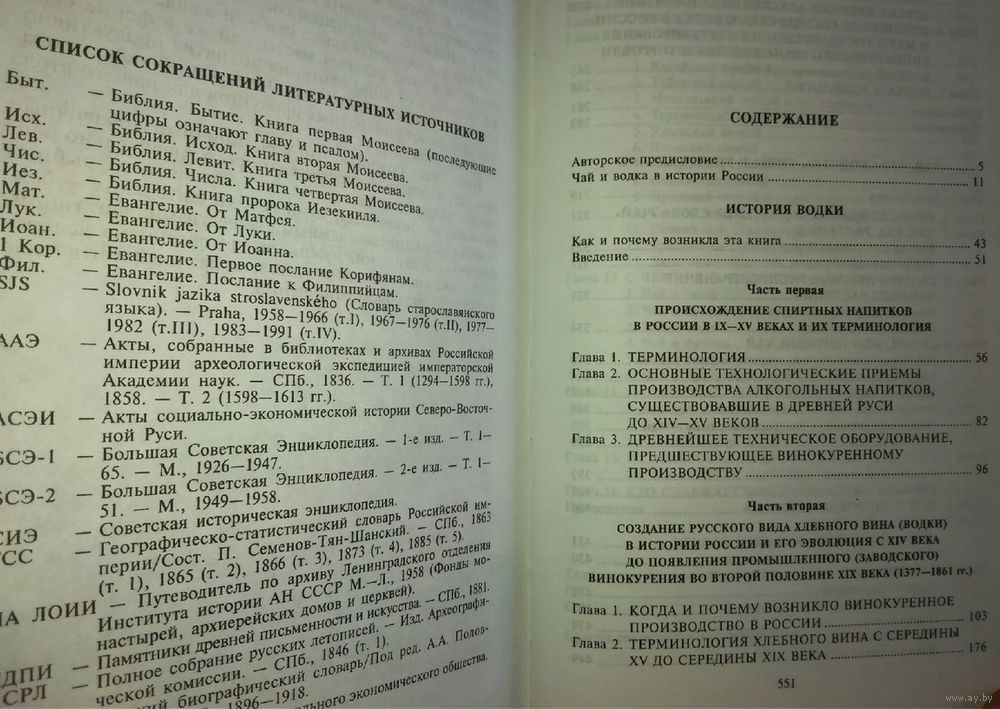 СПИСОК СОКРАЩЕНИЙ ЛИТЕРАТУРНЫХ ИСТОЧНИКОВ
Быт. — Библия. Бытие. Книга первая Моисеева (последующие
цифры означают главу и псалом).
Исх. — Библия. Исход. Книга вторая Моисеева.
Лев. — Библия. Левит. Книга третья Моисеева.
Чис. — Библия. Числа. Книга четвертая Моисеева.
Иез. — Библия. Книга пророка Иезекииля.
Мат. — Евангелие. От Матфея.
Лук. — Евангелие. От Луки.
Иоан. — Евангелие. От Иоанна.
1 Кор. — Евангелие. Первое послание Корифянам.
Фил. — Евангелие. Послание к Филиппийцам.
SJS — Slovnik jazika stroslavenského (Словарь старославянского
языка). — Praha, 1958—1966 (т.I), 1967—1976 (т.II), 1977—
1982 (т.III), 1983—1991 (т.IV).
ААЭ — Акты, собранные в библиотеках и архивах Российской
империи археологической экспедицией императорской
Академии наук. — СПб., 1836. — Т. 1 (1294—1598 гг.),
1858. — Т. 2 (1598—1613 гг.).
АСЭИ — Акты социально-экономической истории Северо-Восточ-
ной Руси.
БСЭ-1 — Большая Советская Энциклопедия. — 1-е изд. — Т. 1—
65. — М., 1926—1947.
БСЭ-2 — Большая Советская Энциклопедия. — 2-е изд. — Т. 1—
51. — М., 1949—1958.
СИЭ — Советская историческая энциклопедия.
ГСС — Географическо-статистический словарь Российской им-
перии/Сост. П. Семенов-Тян-Шанский. — СПб., 1863
(т. 1), 1865 (т. 2), 1866 (т. 3), 1873 (т. 4), 1885 (т. 5).
ПА ЛОИИ — Путеводитель по архиву Ленинградского отделения
Института истории АН СССР М.—Л., 1958 (Фонды мо-
настырей, архиерейских домов и церквей).
ДПИ — Памятники древней письменности и искусства. — СПб., 1881.
СРЛ — Полное собрание русских летописей. — Изд. Археографи-
ческой комиссии. — СПб., 1846 (т. 1).
биографический словарь/Под ред. А.А. Полов-
1896—1918.
экономического общества.
СОДЕРЖАНИЕ
Авторское предисловие 5
Чай и водка в истории России 11
ИСТОРИЯ ВОДКИ
Как и почему возникла эта книга 43
Введение 51
Часть первая
ПРОИСХОЖДЕНИЕ СПИРТНЫХ НАПИТКОВ
В РОССИИ В IX—XV ВЕКАХ И ИХ ТЕРМИНОЛОГИЯ
Глава 1. ТЕРМИНОЛОГИЯ 56
Глава 2. ОСНОВНЫЕ ТЕХНОЛОГИЧЕСКИЕ ПРИЕМЫ
ПРОИЗВОДСТВА АЛКОГОЛЬНЫХ НАПИТКОВ,
СУЩЕСТВОВАВШИЕ В ДРЕВНЕЙ РУСИ
ДО XIV—XV ВЕКОВ 82
Глава 3. ДРЕВНЕЙШЕЕ ТЕХНИЧЕСКОЕ ОБОРУДОВАНИЕ,
ПРЕДШЕСТВУЮЩЕЕ ВИНОКУРЕННОМУ
ПРОИЗВОДСТВУ 96
Часть вторая
СОЗДАНИЕ РУССКОГО ВИДА ХЛЕБНОГО ВИНА (ВОДКИ)
В ИСТОРИИ РОССИИ И ЕГО ЭВОЛЮЦИЯ С XIV ВЕКА
ДО ПОЯВЛЕНИЯ ПРОМЫШЛЕННОГО (ЗАВОДСКОГО)
ВИНОКУРЕНИЯ ВО ВТОРОЙ ПОЛОВИНЕ XIX ВЕКА (1377—1861 гг.)
Глава 1. КОГДА И ПОЧЕМУ ВОЗНИКЛО ВИНОКУРЕННОЕ
ПРОИЗВОДСТВО В РОССИИ 103
Глава 2. ТЕРМИНОЛОГИЯ ХЛЕБНОГО ВИНА С СЕРЕДИНЫ
XV ДО СЕРЕДИНЫ XIX ВЕКА 176
551
www.ay.by